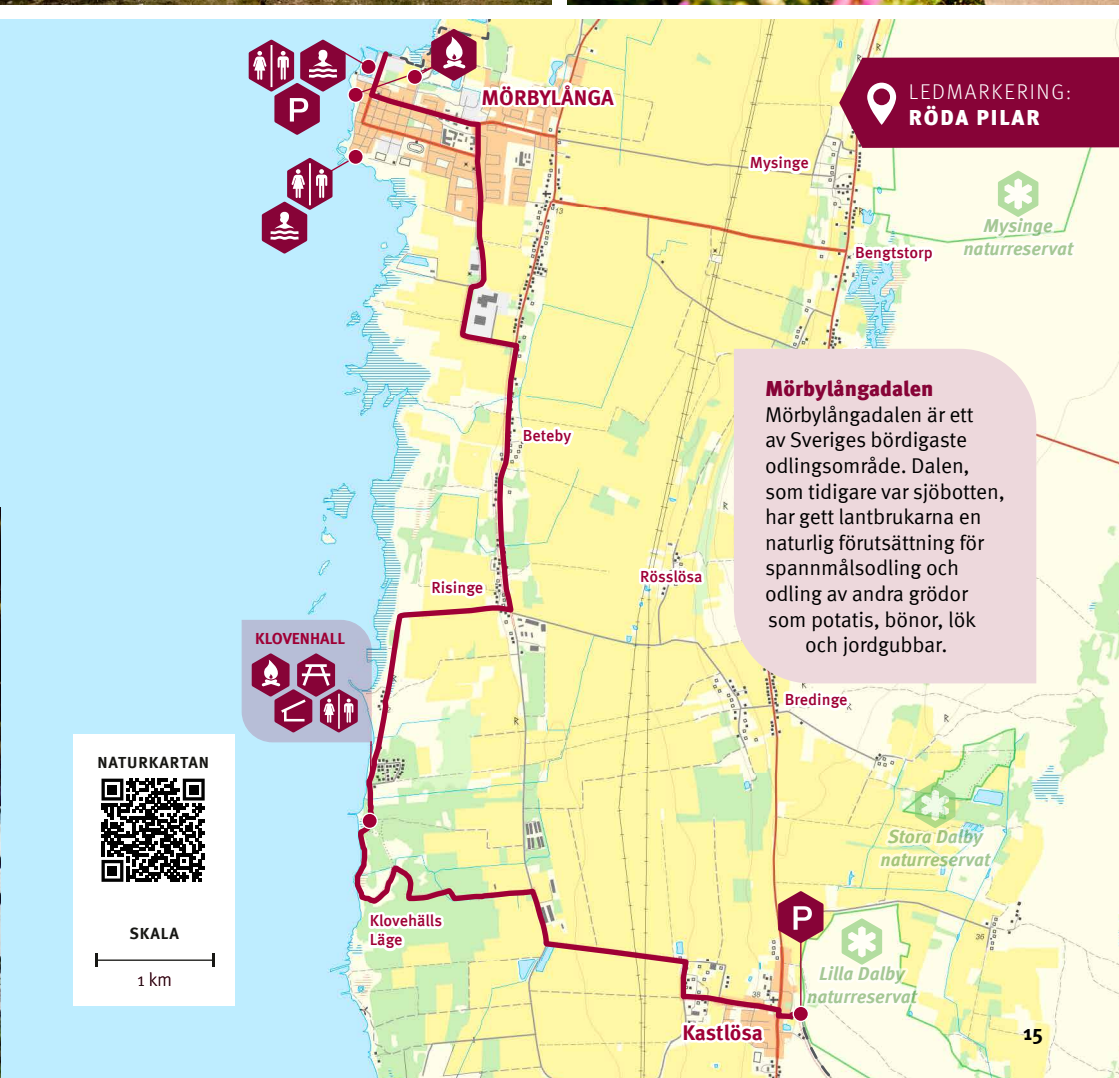 MÖRBYLÅNGA
P
LEDMARKERING:
RÖDA PILAR
Mysinge
13
Mysinge
naturreservat
Bengtstorp
Mörbylångadalen
Mörbylångadalen är ett
av Sveriges bördigaste
odlingsområde. Dalen,
som tidigare var sjöbotten,
har gett lantbrukarna en
naturlig förutsättning för
spannmålsodling och
odling av andra grödor
som potatis, bönor, lök
och jordgubbar.
Beteby
Rösslösa
Risinge
KLOVENHALL
Bredinge
NATURKARTAN
Stora Dalby
naturreservat
SKALA
1 km
Klovehälls
Läge
P
36
Lilla Dalby
naturreservat
38
Kastlösa
15